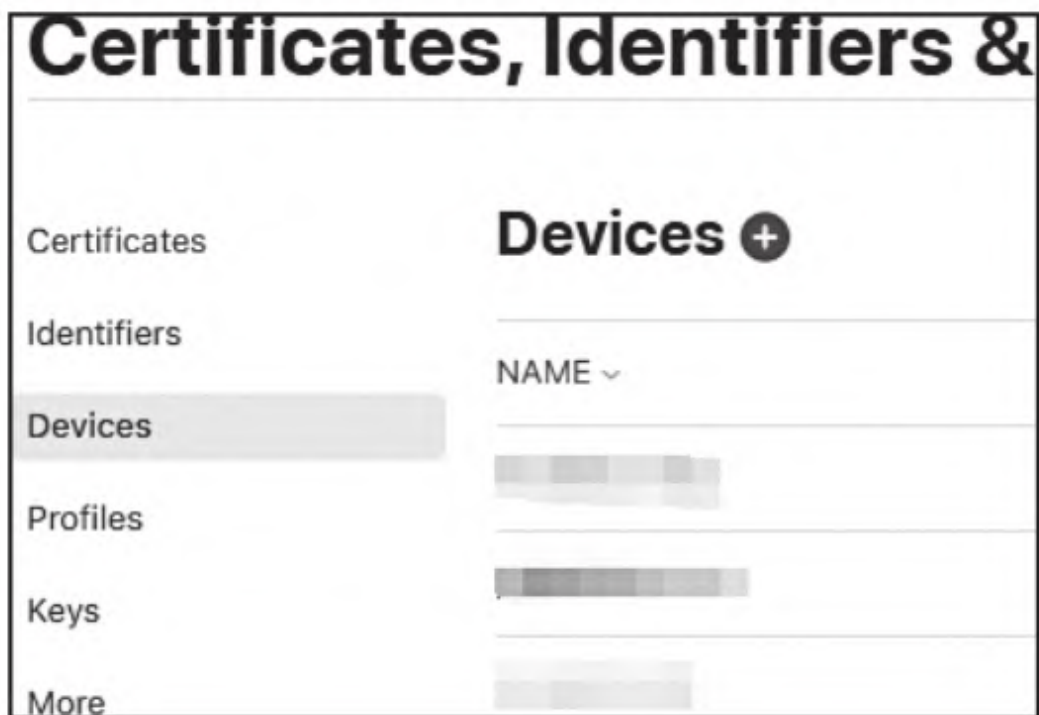 Certificates, Identifiers &
Certificates
Identifiers
Devices
Profiles
Keys
More
Devices
NAME